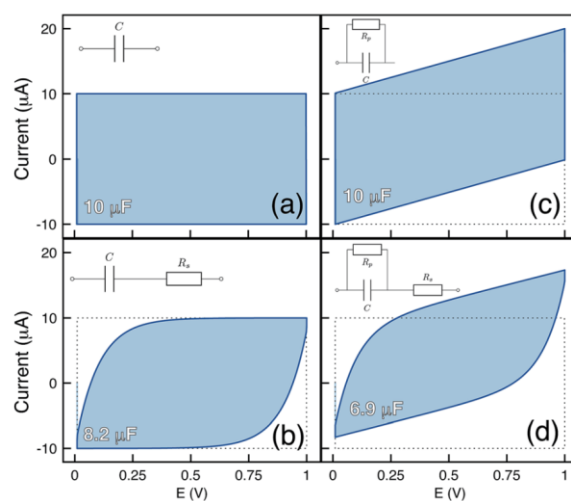 Current (μA)
20
10
0
-10
C
10 μF
(a)
R_p
C
10 μF
(c)
Current (μA)
20
10
0
-10
C
R_s
8.2 μF
(b)
R_p
C
R_s
6.9 μF
(d)
0 0.25 0.5 0.75 1
E (V)
0 0.25 0.5 0.75 1
E (V)